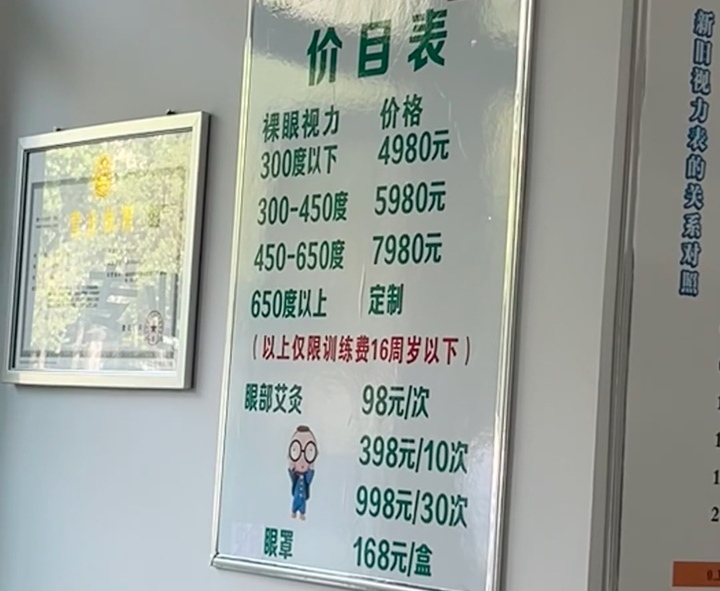 价目表
裸眼视力 价格
300度以下 4980元
300-450度 5980元
450-650度 7980元
650度以上 定制
(以上仅限训练费16周岁以下)
眼部艾灸 98元/次
398元/10次
998元/30次
眼罩 168元/盒
新旧视力表的关系对照